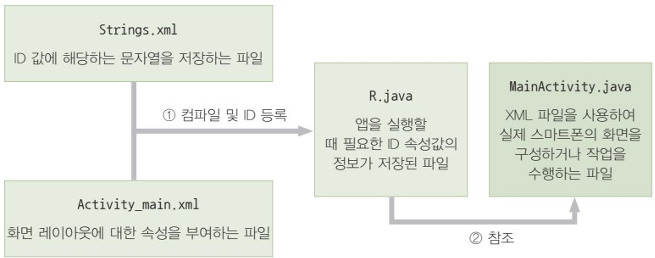 Strings.xml
ID 값에 해당하는 문자열을 저장하는 파일
① 컴파일 및 ID 등록
Activity_main.xml
화면 레이아웃에 대한 속성을 부여하는 파일
R.java
앱을 실행할
때 필요한 ID 속성값의
정보가 저장된 파일
MainActivity.java
XML 파일을 사용하여
실제 스마트폰의 화면을
구성하거나 작업을
수행하는 파일
② 참조